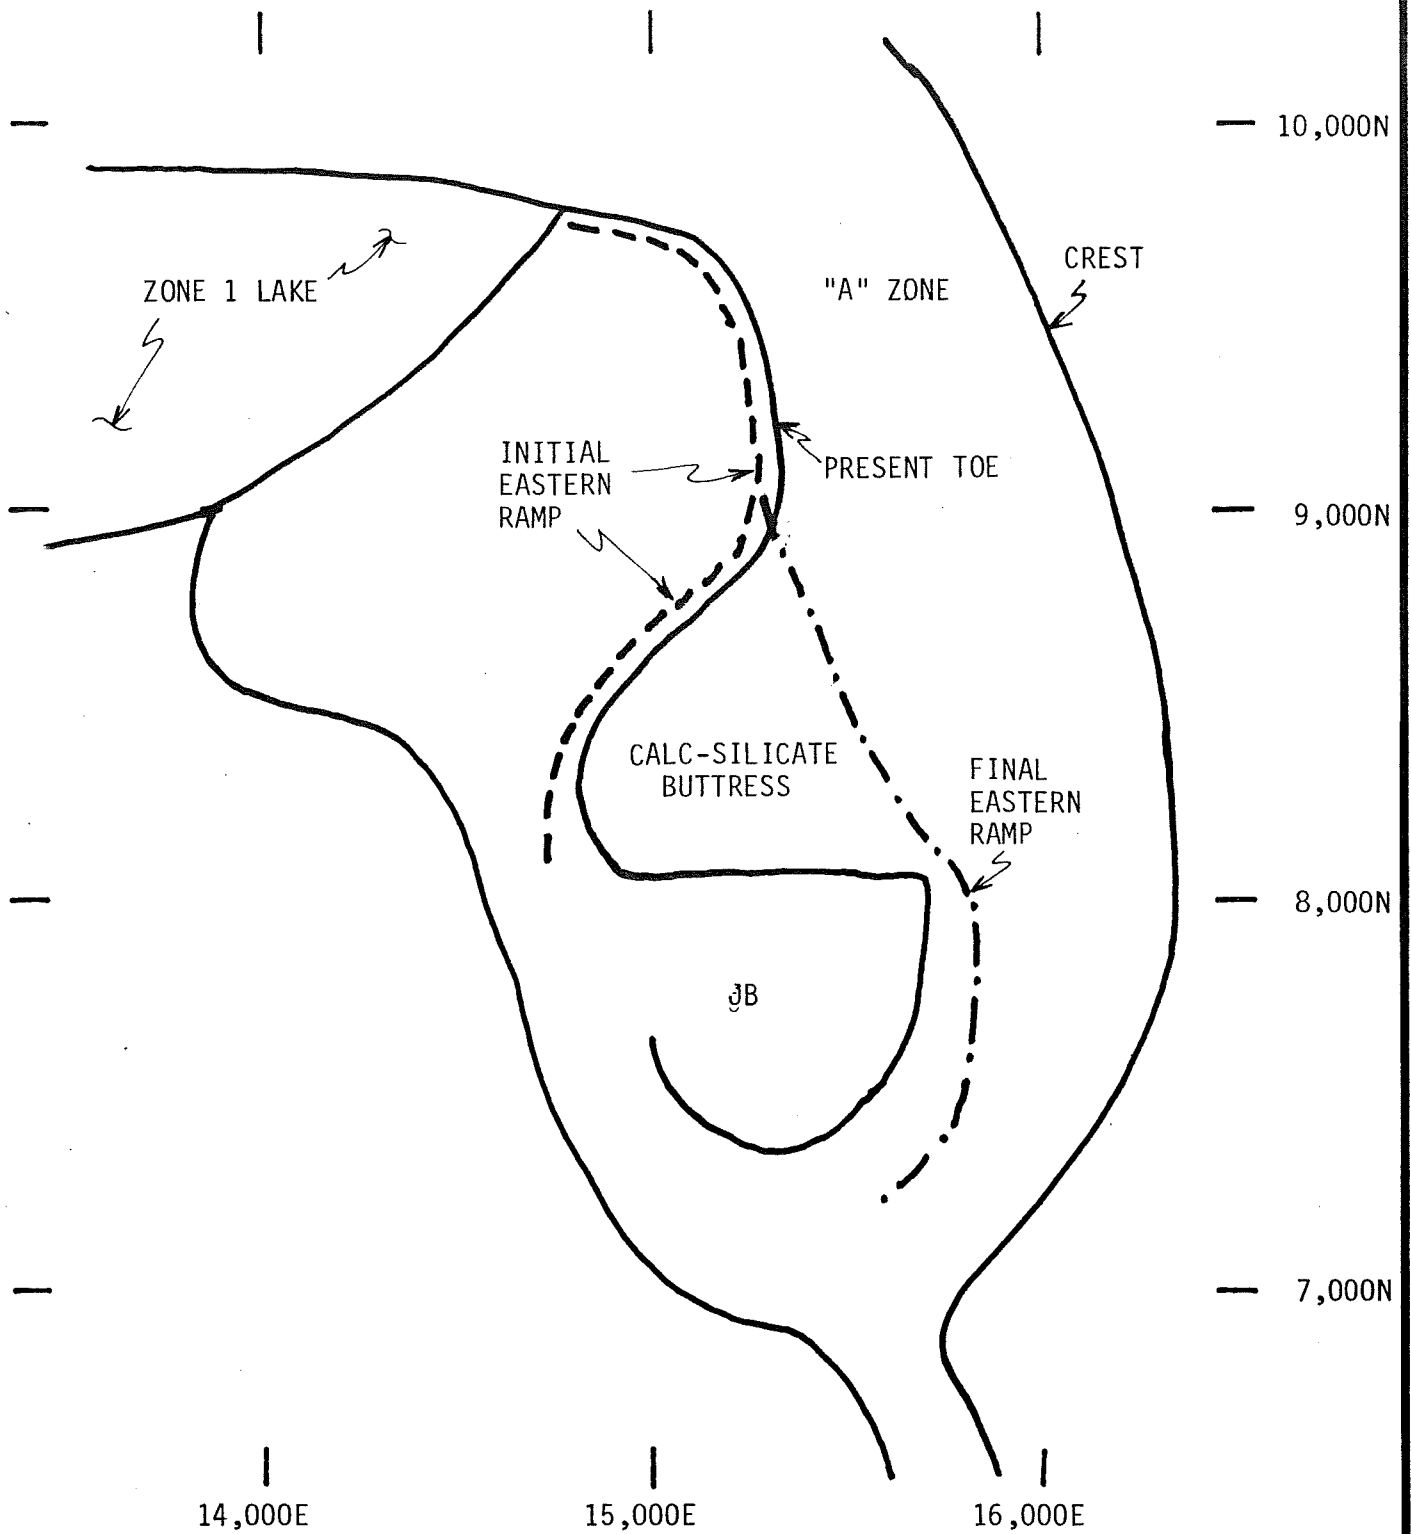 10,000N
CREST
ZONE 1 LAKE
"A" ZONE
INITIAL
EASTERN
RAMP
PRESENT TOE
9,000N
CALC-SILICATE
BUTTRESS
FINAL
EASTERN
RAMP
8,000N
JB
7,000N
14,000E
15,000E
16,000E